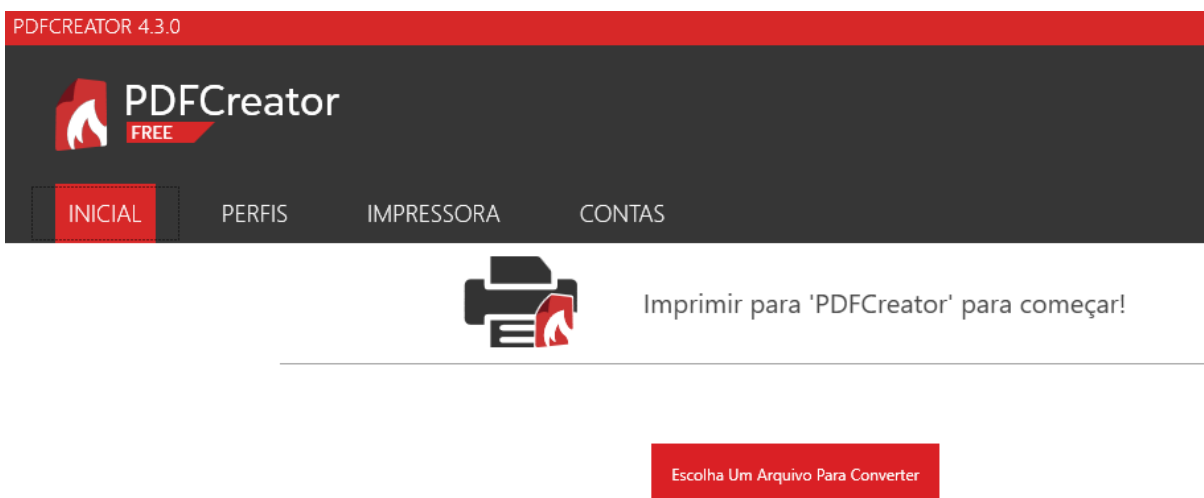 PDFCREATOR 4.3.0
PDFCreator
FREE
INICIAL PERFIS IMPRESSORA CONTAS
Imprimir para 'PDFCreator' para começar!
Escolha Um Arquivo Para Converter